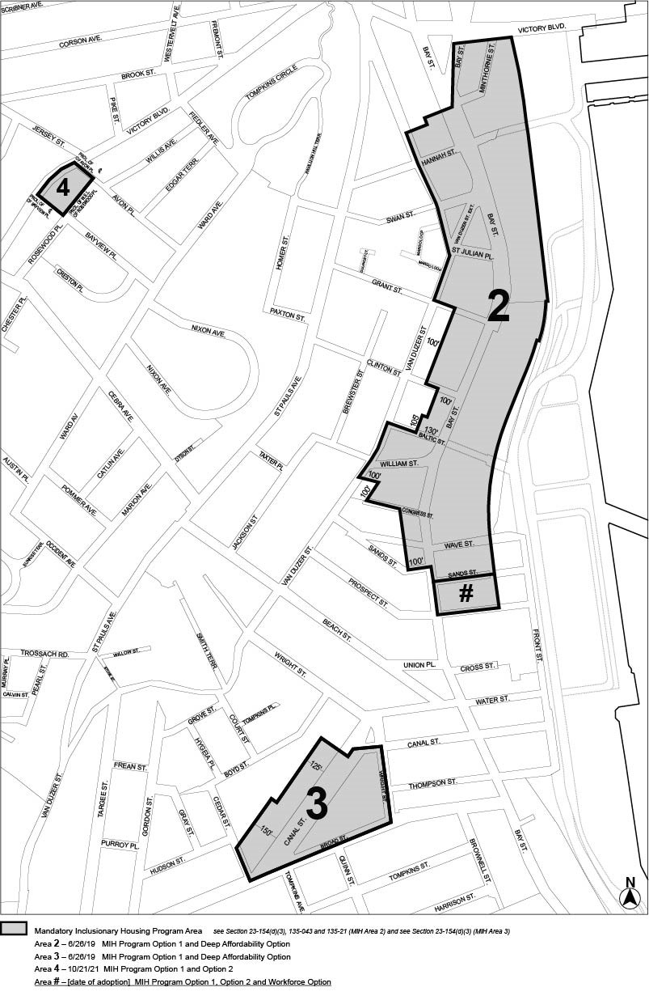 SCRIBNER AVE.
CORSON AVE.
WESTERVELT AVE.
FREMONT ST.
VICTORY BLVD.
BAY ST.
BAY ST.
MINTHORNE ST.
BROOK ST.
TOMPKINS CIRCLE
PIKE ST.
VICTORY BLVD.
FIEDLER AVE.
JERSEY ST.
WILLIS AVE.
EDGAR TERR.
PAVILION HILL TERR.
HANNAH ST.
4
AVON PL.
WARD AVE.
SWAN ST.
VAN DUZER ST. EXT.
BAY ST.
ROSEWOOD PL.
BAYVIEW PL.
HOMER ST.
ST JULIAN PL.
CRESTON PL.
GRANT ST.
2
CHESTER PL.
PAXTON ST.
NIXON AVE.
VAN DUZER ST
100'
CLINTON ST
NIXON AVE.
ST PAULS AVE.
BREWSTER ST.
100'
CEBRA AVE.
105'
BAY ST.
WARD AV
130'
BALTIC ST.
DYSON ST.
AUSTIN PL.
CATLIN AVE.
TAXTER PL.
WILLIAM ST.
100'
POMMER AVE.
MARION AVE.
100'
CONGRESS ST.
JACKSON ST
OCCIDENT AVE
SANDS ST.
WAVE ST.
100'
VAN DUZER ST.
SANDS ST.
#
PROSPECT ST.
ST PAULS AVE.
BEACH ST.
FRONT ST.
TROSSACH RD.
WILLOW ST.
SMITH TERR.
WRIGHT ST.
UNION PL.
CROSS ST.
MURRAY PL.
PEARL ST.
CALVIN ST.
WATER ST.
GROVE ST.
COURT ST
TOMPKINS PL.
HYGEIA PL.
CANAL ST.
FREAN ST.
BOYD ST.
125'
WRIGHT ST.
VAN DUZER ST.
TARGEE ST.
THOMPSON ST.
3
GORDON ST.
GRAY ST.
CEDAR ST.
150'
CANAL ST.
BROAD ST.
PURROY PL.
HUDSON ST.
QUINN ST.
TOMPKINS ST.
BROWNELL ST.
BAY ST.
TOMPKINS AVE.
HARRISON ST.
N
Mandatory Inclusionary Housing Program Area see Section 23-154(d)(3), 135-043 and 135-21 (MIH Area 2) and see Section 23-154(d)(3) (MIH Area 3)
Area 2 – 6/26/19 MIH Program Option 1 and Deep Affordability Option
Area 3 – 6/26/19 MIH Program Option 1 and Deep Affordability Option
Area 4 – 10/21/21 MIH Program Option 1 and Option 2
Area # – [date of adoption] MIH Program Option 1, Option 2 and Workforce Option